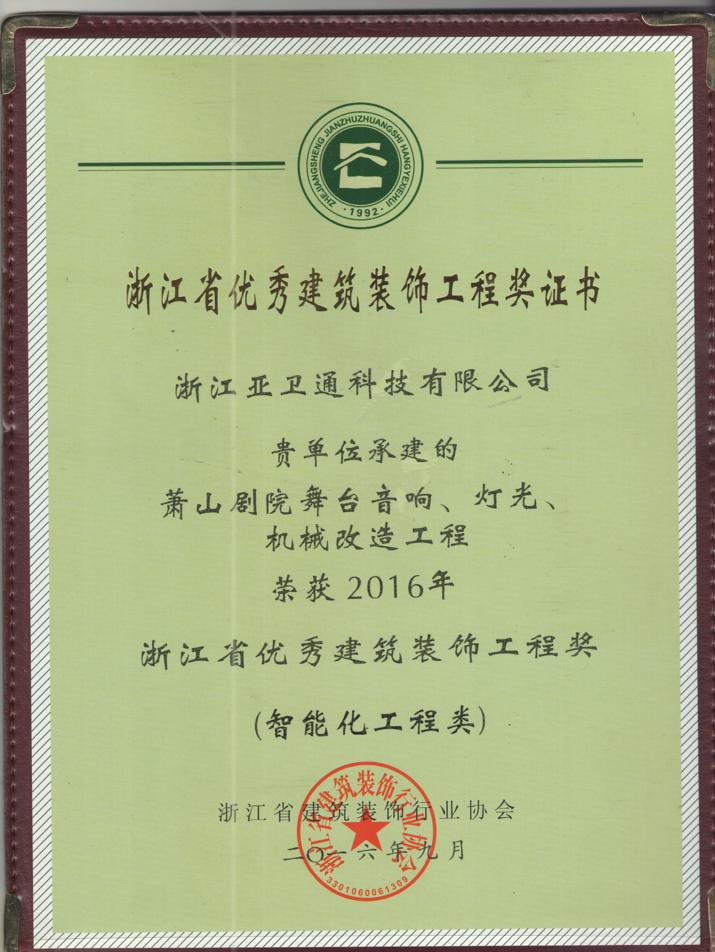 ZHEJIANGSHENG JIANZHUZHUANGSHI HANGYEXIEHUI
·1992·
浙江省优秀建筑装饰工程奖证书
浙江亚卫通科技有限公司
贵单位承建的
萧山剧院舞台音响、灯光、
机械改造工程
荣获2016年
浙江省优秀建筑装饰工程奖
(智能化工程类)
浙江省建筑装饰行业协会
二〇一六年九月
浙江省建筑装饰行业协会
3301060061309